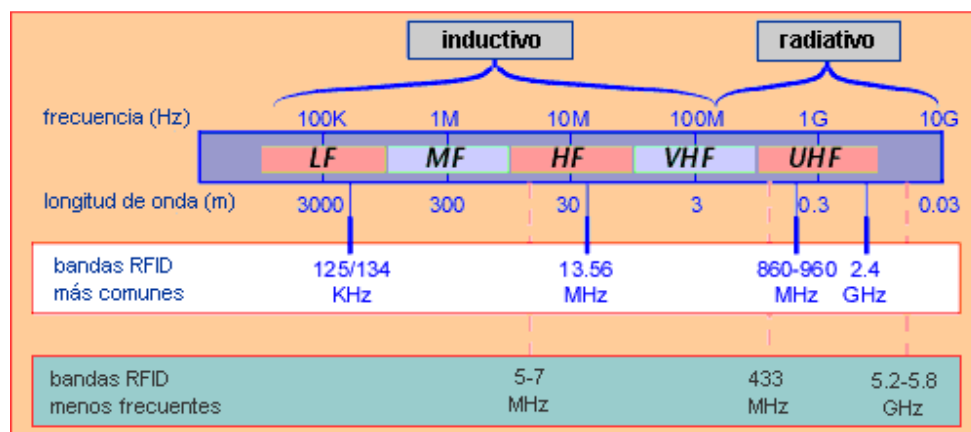 inductivo radiativo
frecuencia (Hz) 100K 1M 10M 100M 1G 10G
LF MF HF VHF UHF
longitud de onda (m) 3000 300 30 3 0.3 0.03
bandas RFID 125/134 13.56 860-960 2.4
más comunes KHz MHz MHz GHz
bandas RFID 5-7 433 5.2-5.8
menos frecuentes MHz MHz GHz